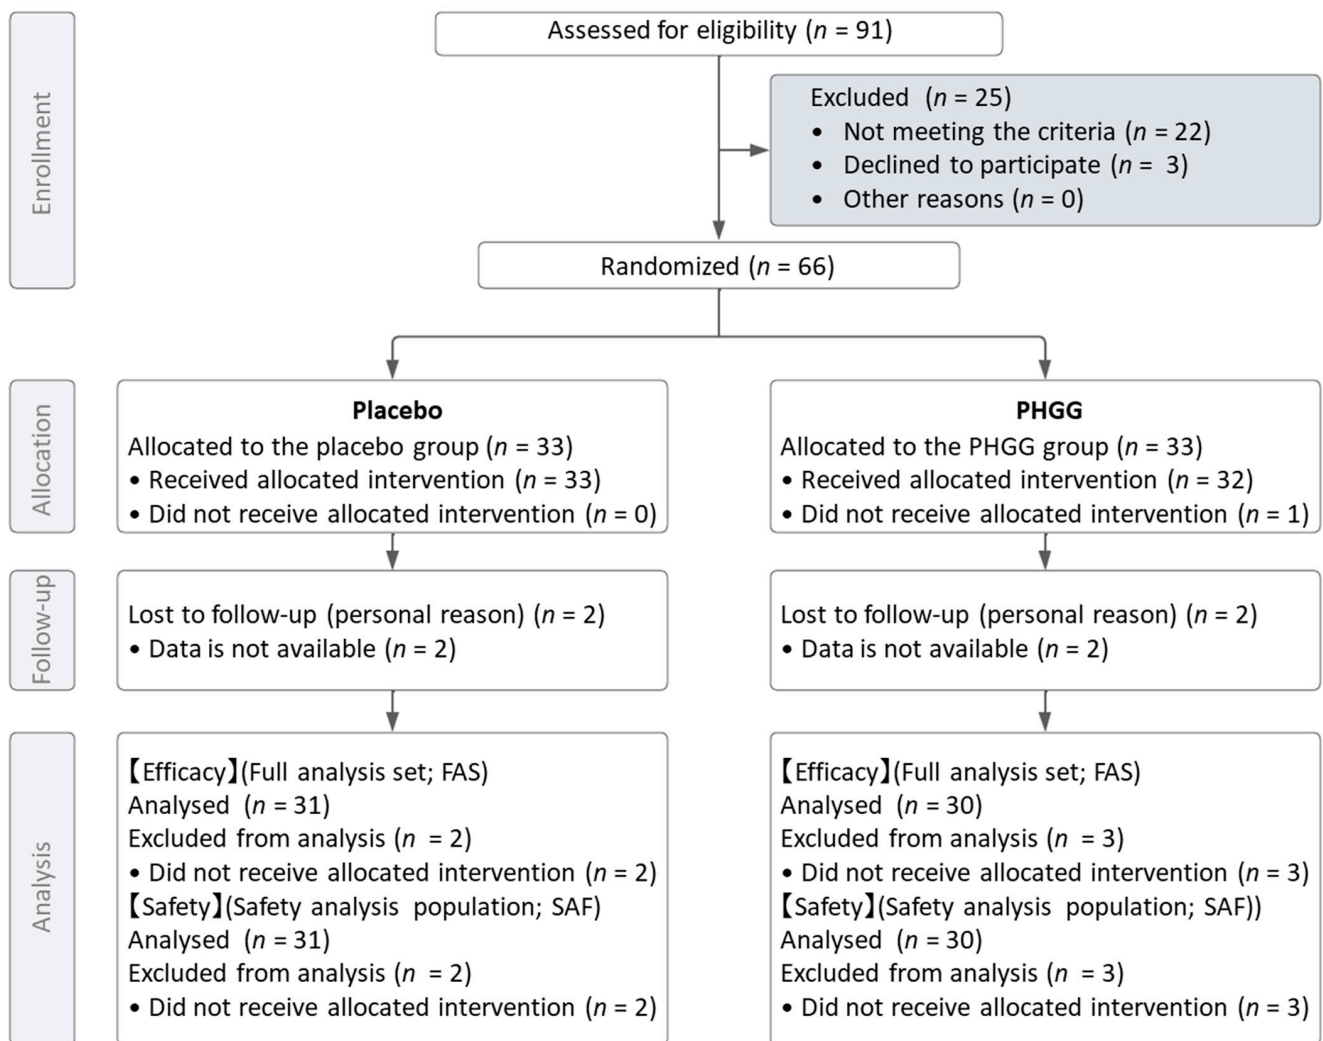 Enrollment
Assessed for eligibility (n = 91)
Excluded (n = 25)
• Not meeting the criteria (n = 22)
• Declined to participate (n = 3)
• Other reasons (n = 0)
Randomized (n = 66)
Allocation
Placebo
Allocated to the placebo group (n = 33)
• Received allocated intervention (n = 33)
• Did not receive allocated intervention (n = 0)
PHGG
Allocated to the PHGG group (n = 33)
• Received allocated intervention (n = 32)
• Did not receive allocated intervention (n = 1)
Follow-up
Lost to follow-up (personal reason) (n = 2)
• Data is not available (n = 2)
Lost to follow-up (personal reason) (n = 2)
• Data is not available (n = 2)
Analysis
【Efficacy】(Full analysis set; FAS)
Analysed (n = 31)
Excluded from analysis (n = 2)
• Did not receive allocated intervention (n = 2)
【Safety】(Safety analysis population; SAF)
Analysed (n = 31)
Excluded from analysis (n = 2)
• Did not receive allocated intervention (n = 2)
【Efficacy】(Full analysis set; FAS)
Analysed (n = 30)
Excluded from analysis (n = 3)
• Did not receive allocated intervention (n = 3)
【Safety】(Safety analysis population; SAF))
Analysed (n = 30)
Excluded from analysis (n = 3)
• Did not receive allocated intervention (n = 3)